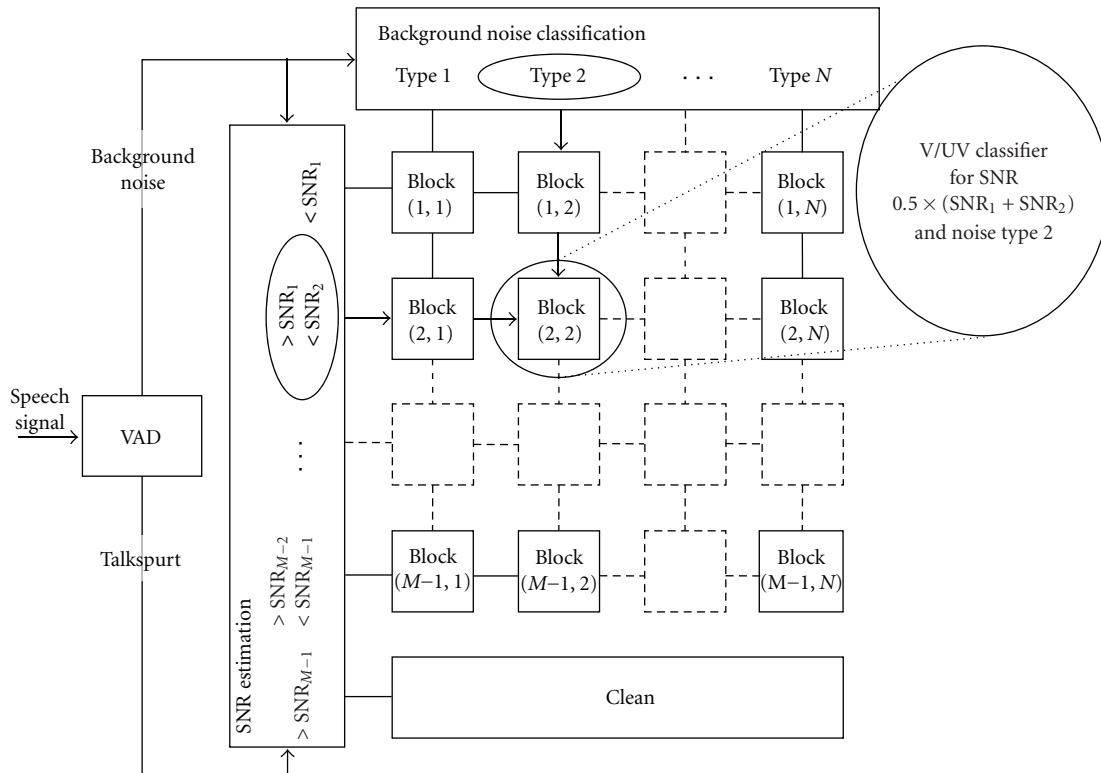 Background noise classification
Type 1 Type 2 · · · Type N
Background
noise
< SNR₁
Block
(1, 1)
Block
(1, 2)
Block
(1, N)
V/UV classifier
for SNR
0.5 × (SNR₁ + SNR₂)
and noise type 2
> SNR₁
< SNR₂
Block
(2, 1)
Block
(2, 2)
Block
(2, N)
Speech
signal
VAD
· · ·
Talkspurt
> SNR_{M−2}
< SNR_{M−1}
Block
(M−1, 1)
Block
(M−1, 2)
Block
(M−1, N)
SNR estimation
> SNR_{M−1}
Clean